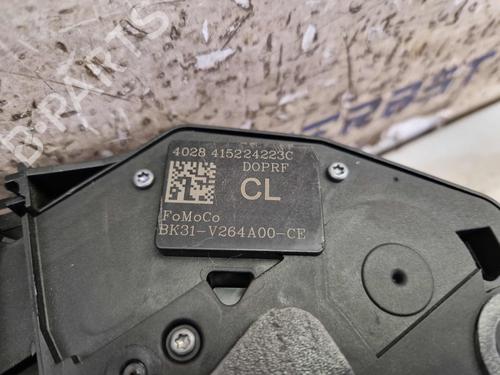 B-PARTS
4028 415224223C
DOPRF
CL
FoMoCo
BK31-V264A00-CE